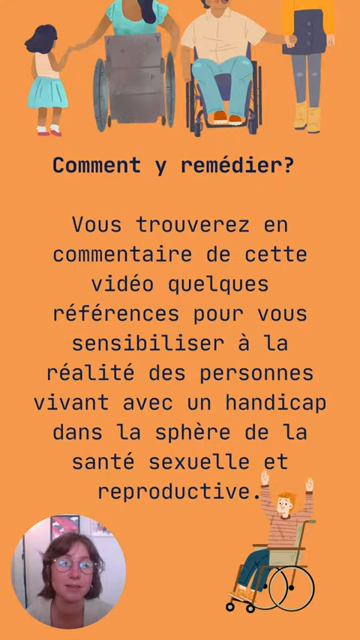 Comment y remédier?
Vous trouverez en
commentaire de cette
vidéo quelques
références pour vous
sensibiliser à la
réalité des personnes
vivant avec un handicap
dans la sphère de la
santé sexuelle et
reproductive.